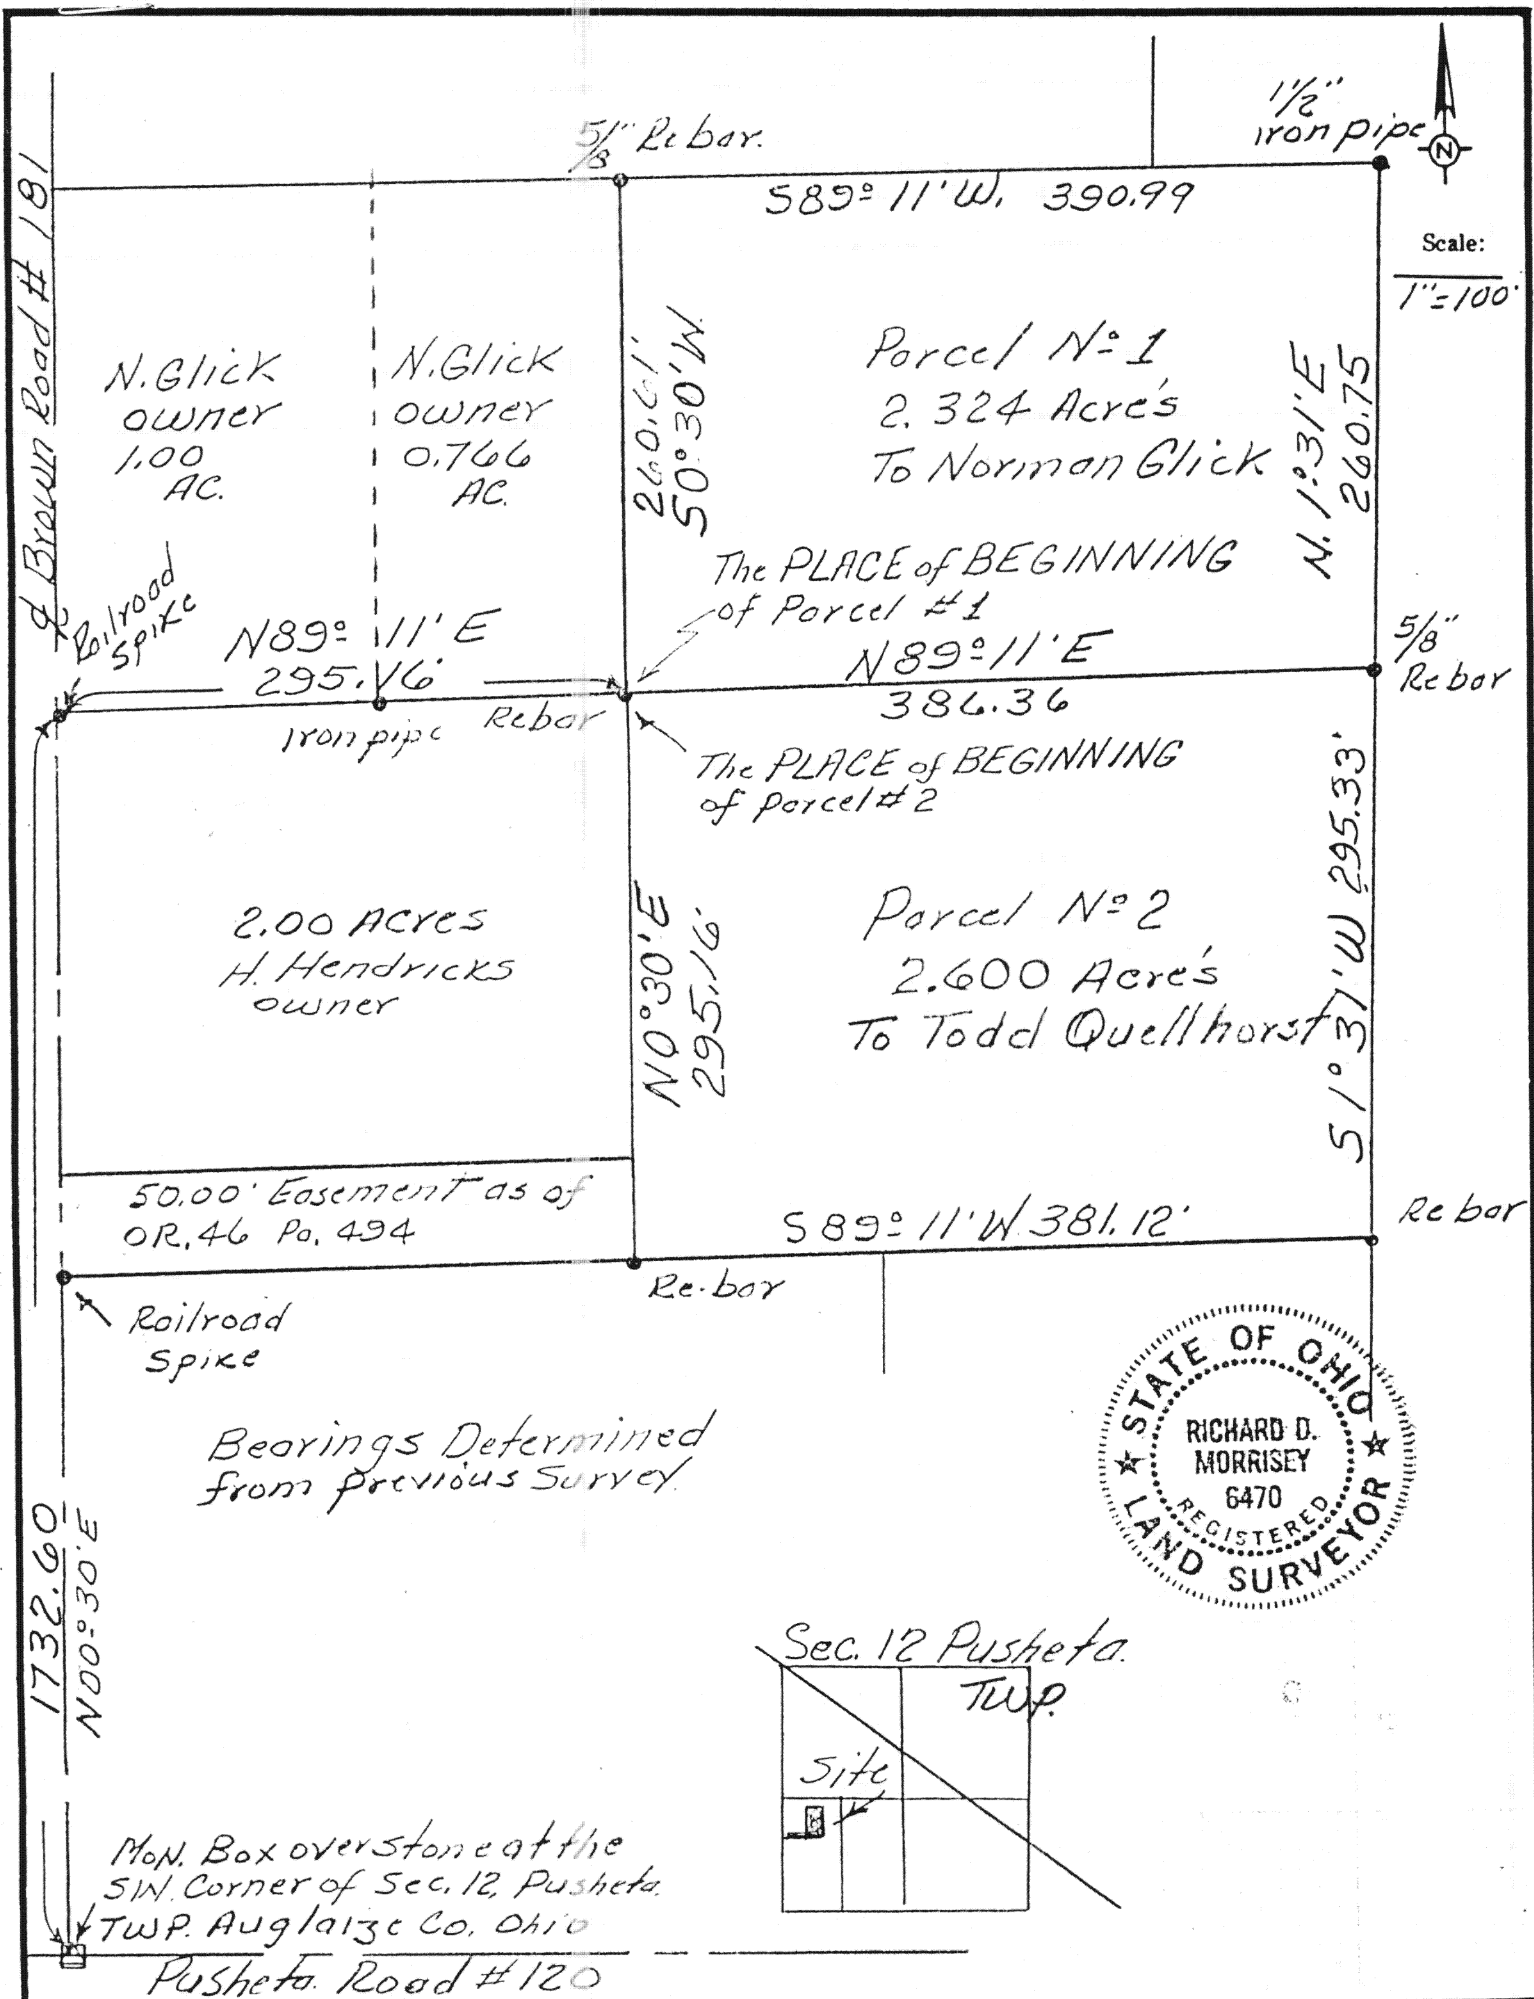 1 1/2"
iron pipe
5/8" Rebar.
N
S89° 11' W. 390.99
Scale:
1"=100'
¢ Brown Road # 181
N. Glick
owner
1.00
AC.
N. Glick
owner
0.766
AC.
260.61'
S0°30'W.
Parcel Nº 1
2.324 Acre's
To Norman Glick
N. 1°31'E
260.75
The PLACE of BEGINNING
of Parcel #1
Railroad
Spike
N89° 11' E
295.16'
N89° 11' E
386.36
5/8"
Rebar
Iron pipe
Rebar
The PLACE of BEGINNING
of Parcel #2
2.00 Acres
H. Hendricks
owner
N0°30'E
295.16'
Parcel Nº 2
2.600 Acre's
To Todd Quellhorst
S 1° 31' W 295.33'
50.00' Easement as of
OR. 46 Pa. 494
S 89° 11' W 381.12'
Rebar
Re-bar
Railroad
Spike
Bearings Determined
from previous Survey.
STATE OF OHIO
RICHARD D.
MORRISEY
6470
REGISTERED
LAND SURVEYOR
1732.60
N00°30'E
Sec. 12 Pusheta.
TWP.
Site
Mon. Box over stone at the
SW. Corner of Sec. 12, Pusheta.
TWP. Auglaize Co. Ohio
Pusheta. Road # 120